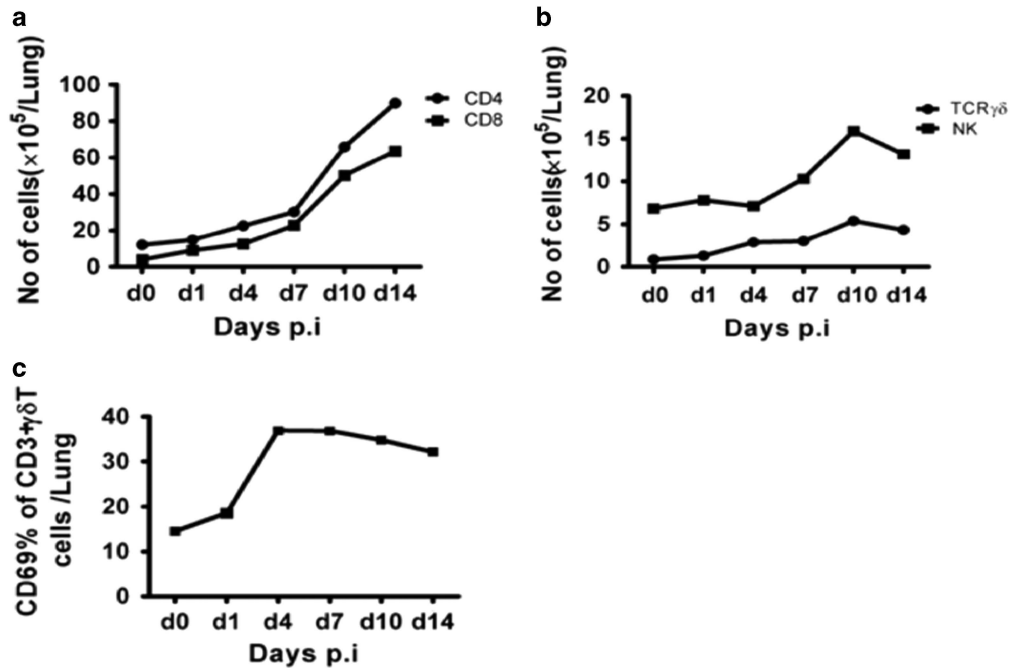 a
No of cells(×10⁵/Lung)
100
80
60
40
20
0
d0 d1 d4 d7 d10 d14
Days p.i
CD4
CD8
b
No of cells(×10⁵/Lung)
20
15
10
5
0
d0 d1 d4 d7 d10 d14
Days p.i
TCRγδ
NK
c
CD69% of CD3+γδT
cells /Lung
40
30
20
10
0
d0 d1 d4 d7 d10 d14
Days p.i